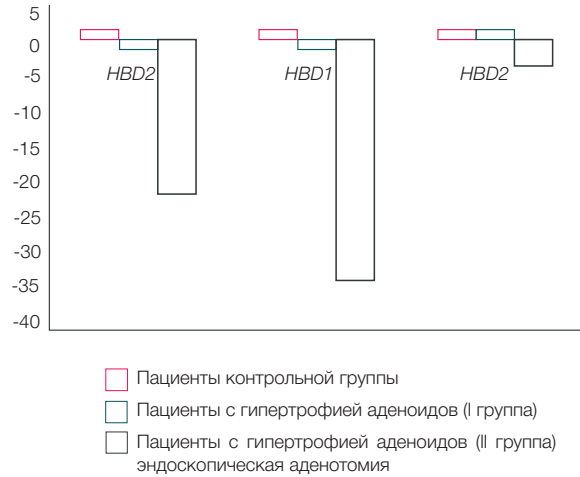 5
0
-5
-10
-15
-20
-25
-30
-35
-40
HBD2 HBD1 HBD2
Пациенты контрольной группы
Пациенты с гипертрофией аденоидов (I группа)
Пациенты с гипертрофией аденоидов (II группа)
эндоскопическая аденотомия